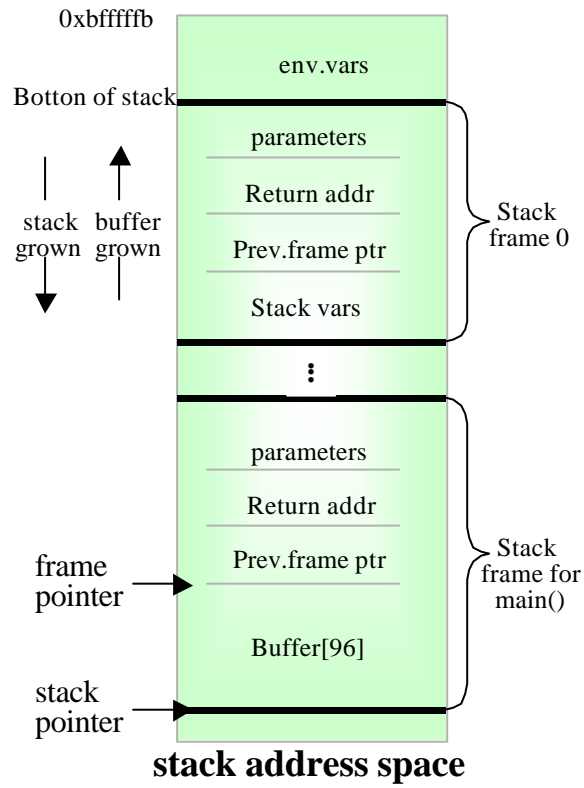 0xbfffffb
env.vars
Botton of stack
parameters
Return addr
Prev.frame ptr
Stack vars
stack
grown
buffer
grown
Stack
frame 0
parameters
Return addr
Prev.frame ptr
Buffer[96]
frame
pointer
stack
pointer
Stack
frame for
main()
stack address space